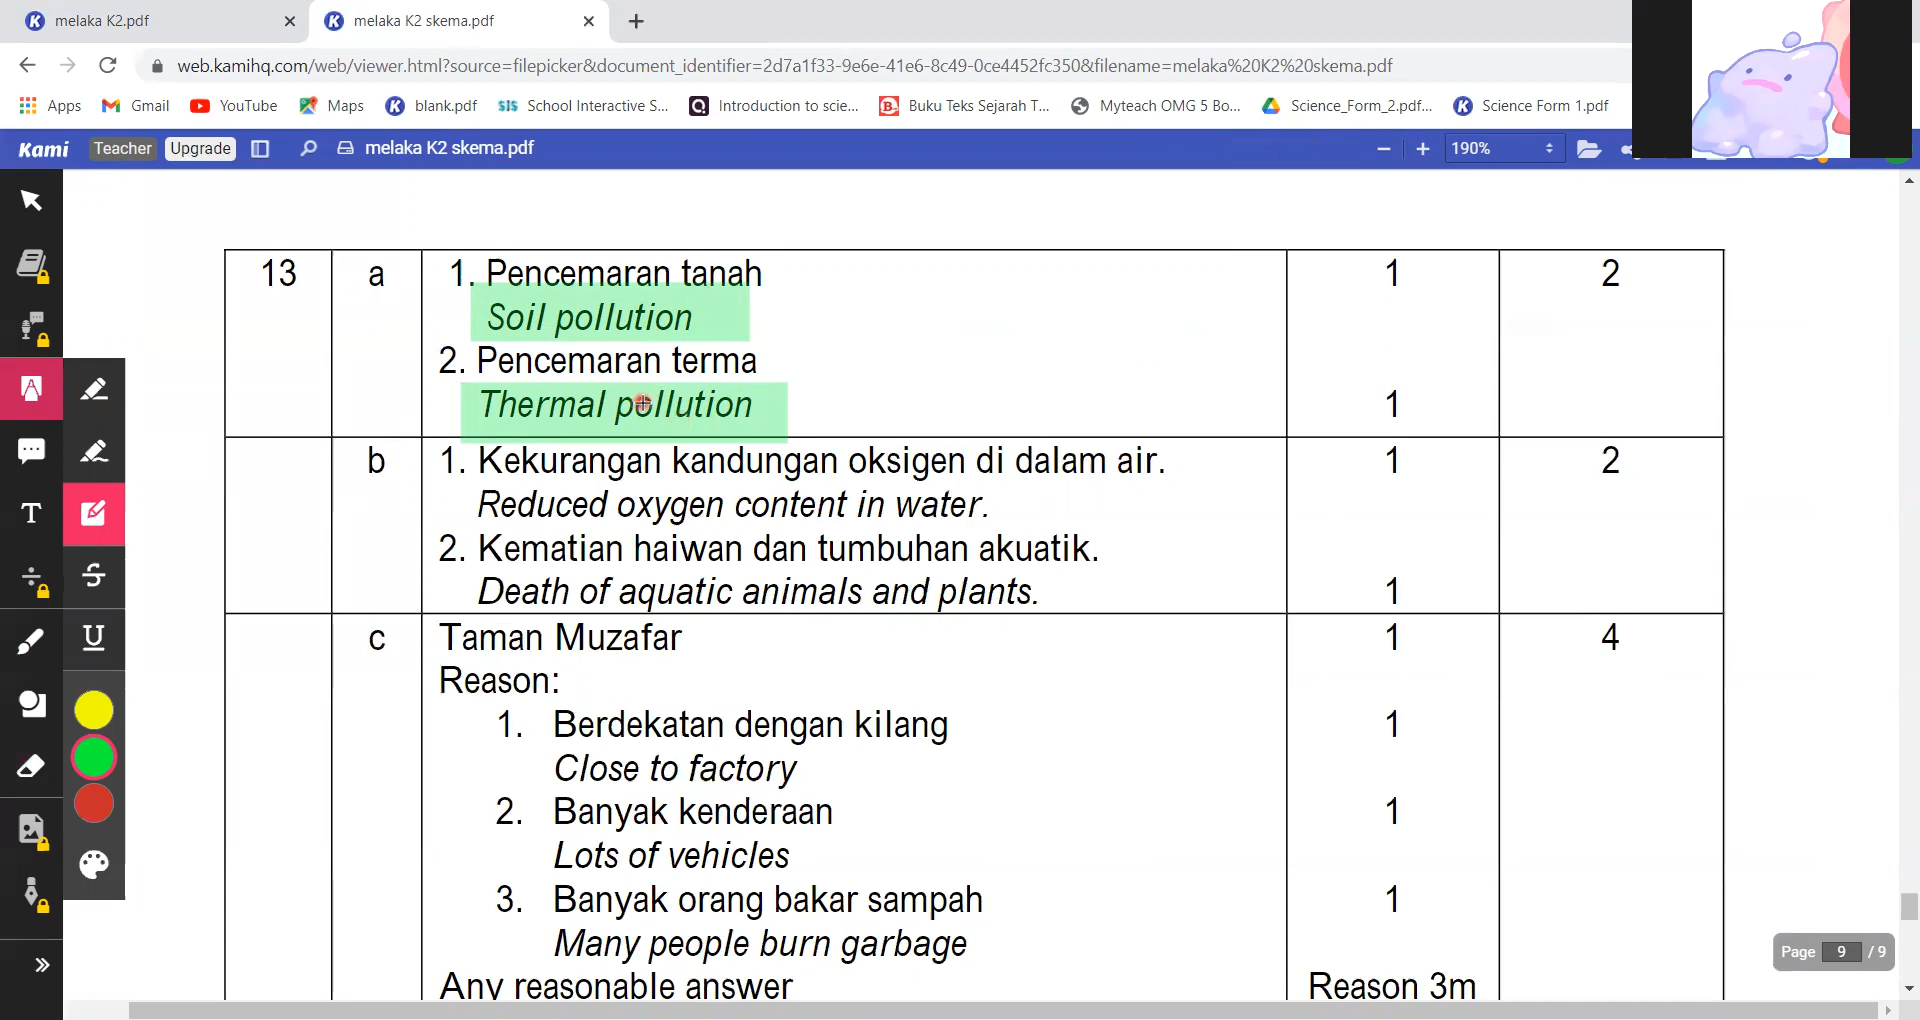 melaka K2.pdf
melaka K2 skema.pdf
web.kamihq.com/web/viewer.html?source=filepicker&document_identifier=2d7a1f33-9e6e-41e6-8c49-0ce4452fc350&filename=melaka%20K2%20skema.pdf
Apps Gmail YouTube Maps blank.pdf SIS School Interactive S... Introduction to scie... Buku Teks Sejarah T... Myteach OMG 5 Bo... Science_Form_2.pdf... Science Form 1.pdf
Kami Teacher Upgrade melaka K2 skema.pdf 190%
13 a 1. Pencemaran tanah 1 2
Soil pollution
2. Pencemaran terma
Thermal pollution 1
b 1. Kekurangan kandungan oksigen di dalam air. 1 2
Reduced oxygen content in water.
2. Kematian haiwan dan tumbuhan akuatik.
Death of aquatic animals and plants. 1
c Taman Muzafar 1 4
Reason:
1. Berdekatan dengan kilang 1
Close to factory
2. Banyak kenderaan 1
Lots of vehicles
3. Banyak orang bakar sampah 1
Many people burn garbage
Any reasonable answer Reason 3m
Page 9 / 9